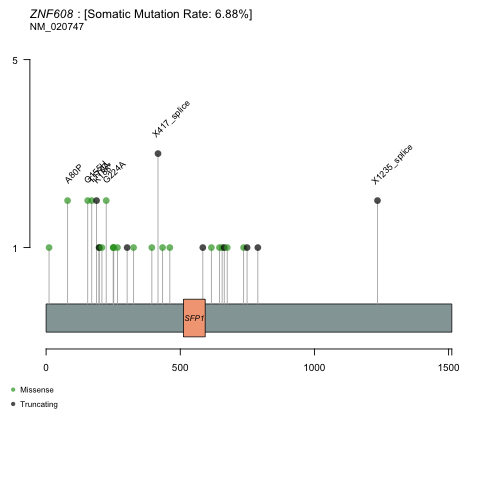 ZNF608 : [Somatic Mutation Rate: 6.88%]
NM_020747
5
X417_splice
A80P
G224A
X1235_splice
1
SFP1
0
500
1000
1500
Missense
Truncating